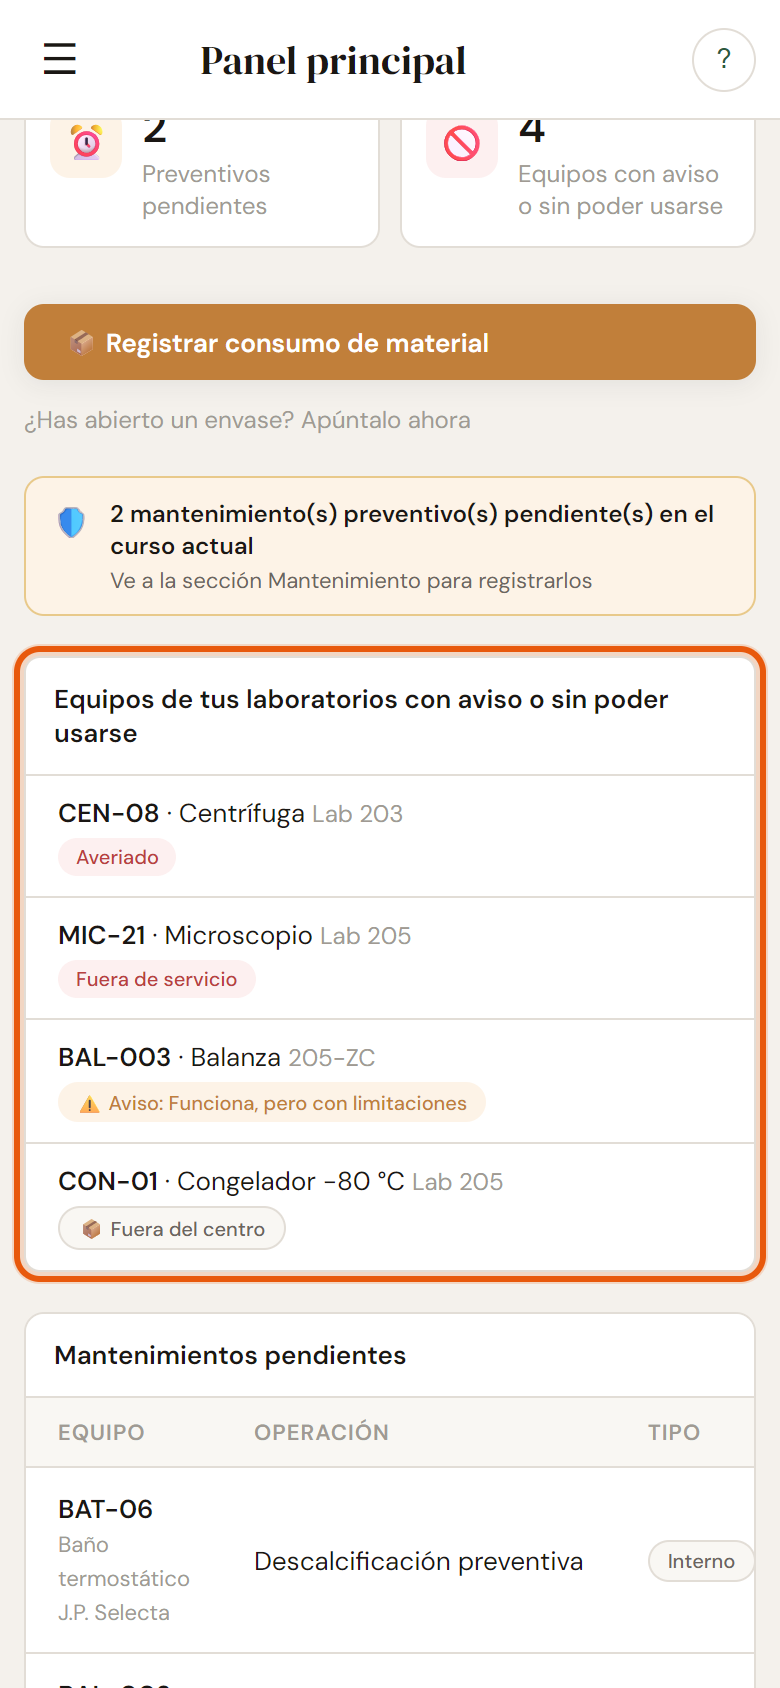 Panel principal
?
2
Preventivos
pendientes
4
Equipos con aviso
o sin poder usarse
Registrar consumo de material
¿Has abierto un envase? Apúntalo ahora
2 mantenimiento(s) preventivo(s) pendiente(s) en el
curso actual
Ve a la sección Mantenimiento para registrarlos
Equipos de tus laboratorios con aviso o sin poder
usarse
CEN-08 · Centrífuga Lab 203
Averiado
MIC-21 · Microscopio Lab 205
Fuera de servicio
BAL-003 · Balanza 205-ZC
Aviso: Funciona, pero con limitaciones
CON-01 · Congelador -80 °C Lab 205
Fuera del centro
Mantenimientos pendientes
EQUIPO OPERACIÓN TIPO
BAT-06
Baño
termostático
J.P. Selecta
Descalcificación preventiva
Interno